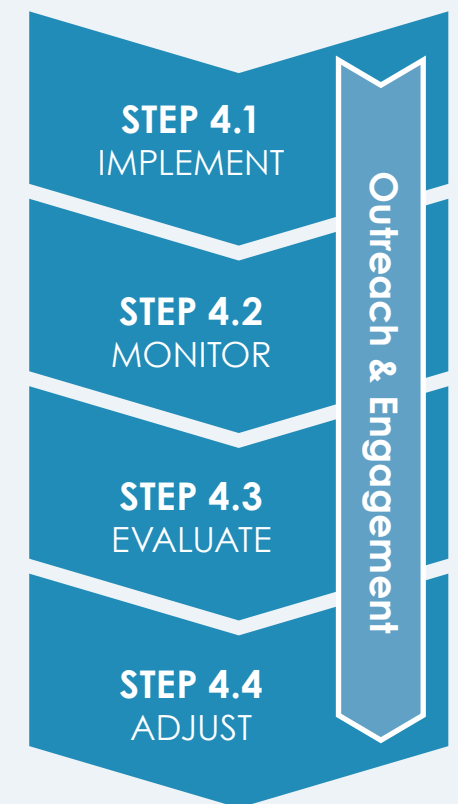 STEP 4.1
IMPLEMENT
STEP 4.2
MONITOR
STEP 4.3
EVALUATE
STEP 4.4
ADJUST
Outreach & Engagement